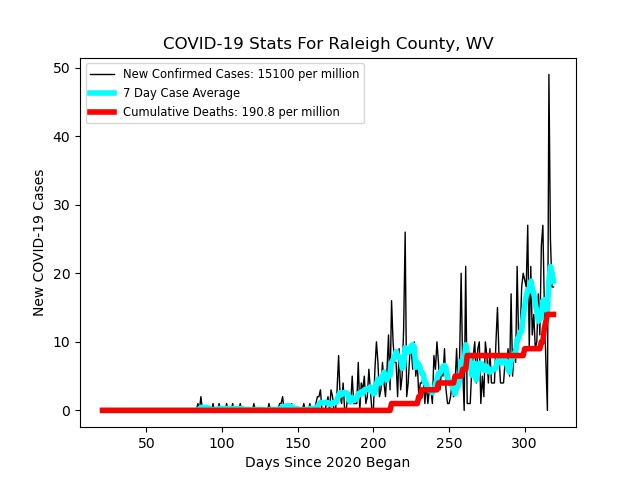 COVID-19 Stats For Raleigh County, WV
New Confirmed Cases: 15100 per million
7 Day Case Average
Cumulative Deaths: 190.8 per million
New COVID-19 Cases
50
40
30
20
10
0
50 100 150 200 250 300
Days Since 2020 Began